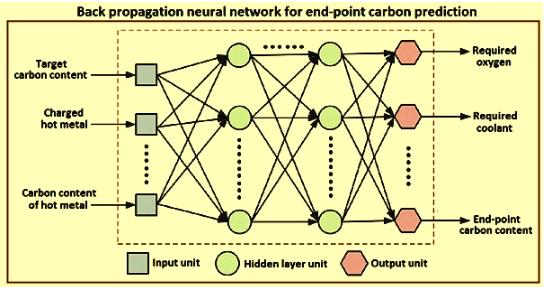 Back propagation neural network for end-point carbon prediction
Target
carbon content
Charged
hot metal
Carbon content
of hot metal
Required
oxygen
Required
coolant
End-point
carbon content
Input unit
Hidden layer unit
Output unit